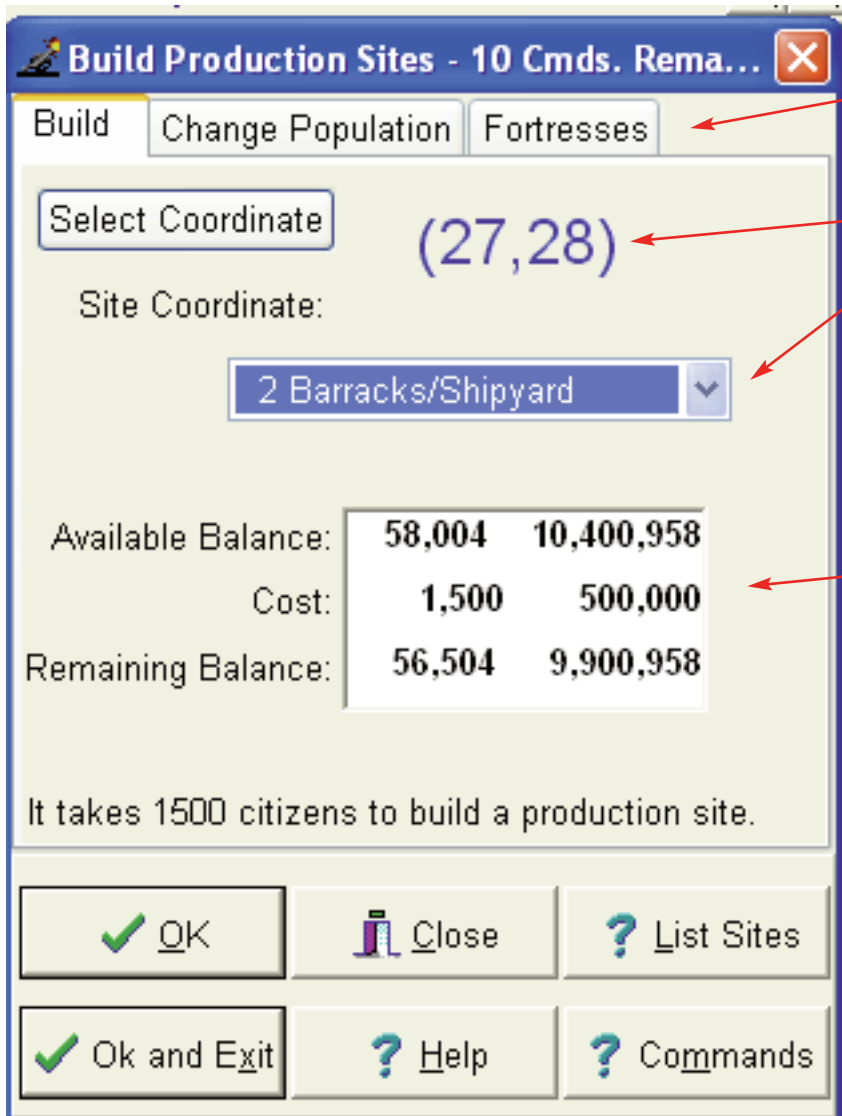 Build Production Sites - 10 Cmds. Rema...
Build Change Population Fortresses
Select Coordinate (27,28)
Site Coordinate:
2 Barracks/Shipyard
Available Balance: 58,004 10,400,958
Cost: 1,500 500,000
Remaining Balance: 56,504 9,900,958
It takes 1500 citizens to build a production site.
OK Close ? List Sites
Ok and Exit ? Help ? Commands